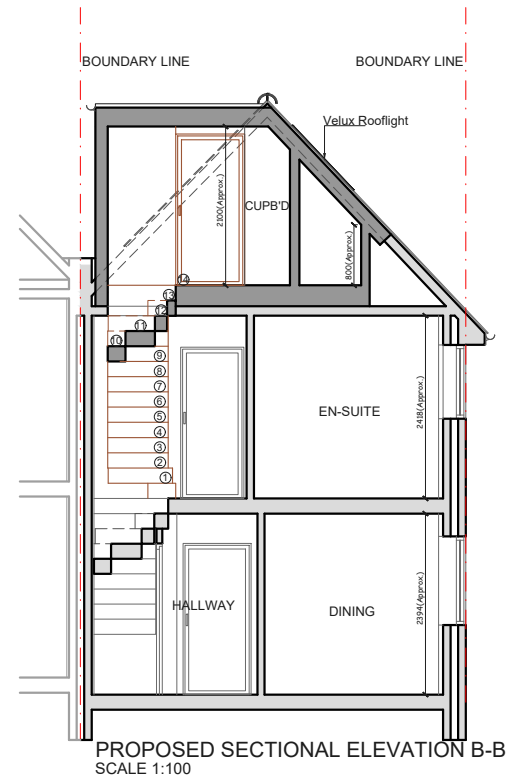 BOUNDARY LINE
BOUNDARY LINE
Velux Rooflight
2100(Approx.)
CUPB'D
800(Approx.)
14
13
12
11
10
9
8
7
6
5
4
3
2
1
EN-SUITE
2418(Approx.)
HALLWAY
DINING
2394(Approx.)
PROPOSED SECTIONAL ELEVATION B-B
SCALE 1:100